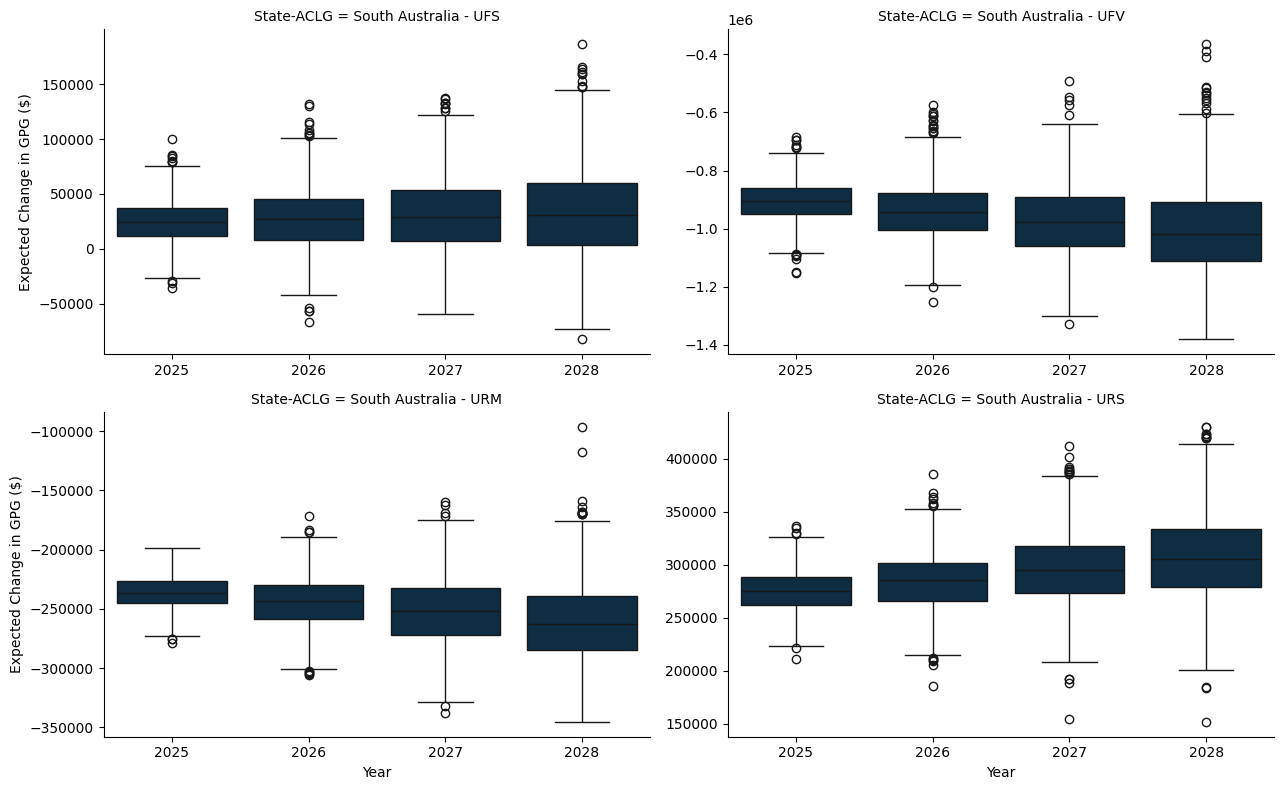 State-ACLG = South Australia - UFS
Expected Change in GPG ($)
150000
100000
50000
0
−50000
2025 2026 2027 2028
State-ACLG = South Australia - UFV
1e6
−0.4
−0.6
−0.8
−1.0
−1.2
−1.4
2025 2026 2027 2028
State-ACLG = South Australia - URM
Expected Change in GPG ($)
−100000
−150000
−200000
−250000
−300000
−350000
2025 2026 2027 2028
Year
State-ACLG = South Australia - URS
400000
350000
300000
250000
200000
150000
2025 2026 2027 2028
Year